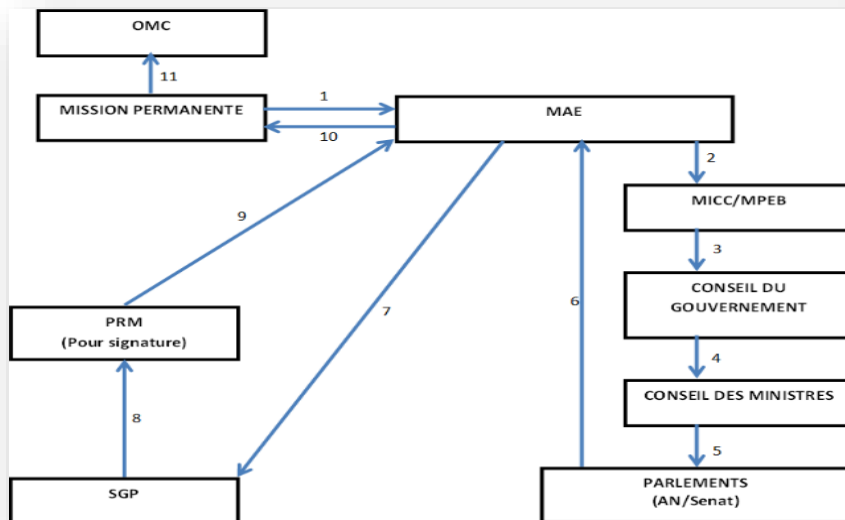 OMC
11
MISSION PERMANENTE
1
MAE
10
2
MICC/MPEB
9
3
CONSEIL DU
GOUVERNEMENT
6
7
PRM
(Pour signature)
4
CONSEIL DES MINISTRES
8
5
SGP
PARLEMENTS
(AN/Senat)